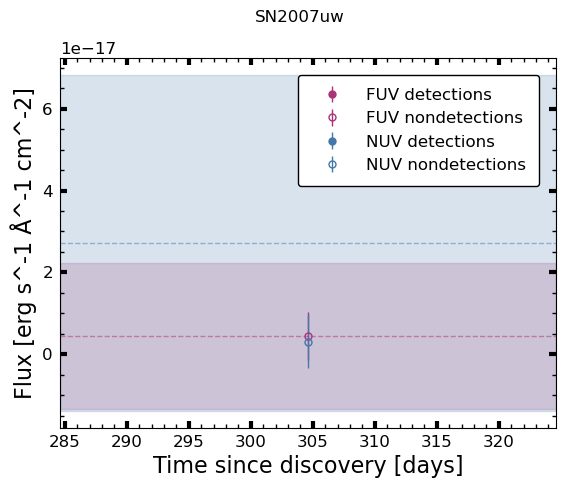 SN2007uw
1e−17
FUV detections
FUV nondetections
NUV detections
NUV nondetections
6
4
2
0
Flux [erg s^-1 Å^-1 cm^-2]
285 290 295 300 305 310 315 320
Time since discovery [days]